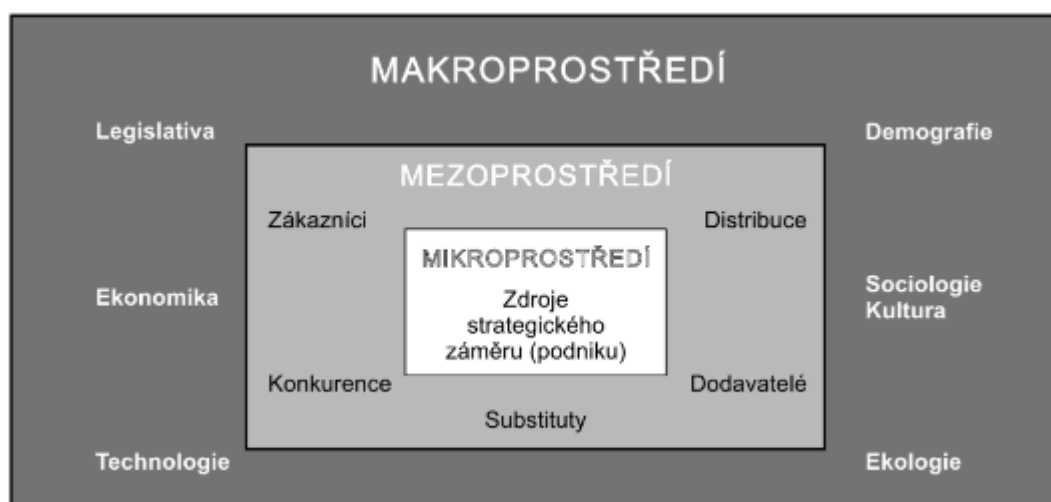 MAKROPROSTŘEDÍ
Legislativa
Demografie
MEZOPROSTŘEDÍ
Zákazníci
Distribuce
MIKROPROSTŘEDÍ
Zdroje
strategického
záměru (podniku)
Ekonomika
Sociologie
Kultura
Konkurence
Dodavatelé
Substituty
Technologie
Ekologie